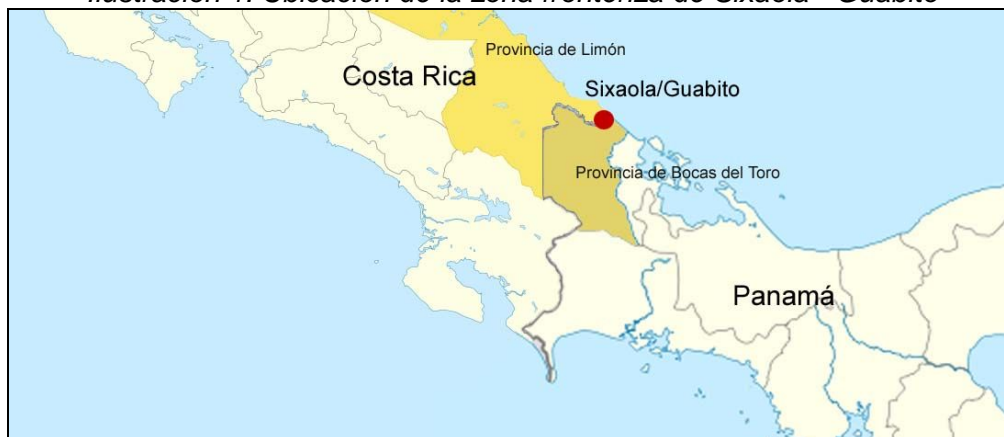 Ilustración 1. Ubicación de la zona fronteriza de Sixaola - Guabito
Provincia de Limón
Costa Rica
Sixaola/Guabito
Provincia de Bocas del Toro
Panamá